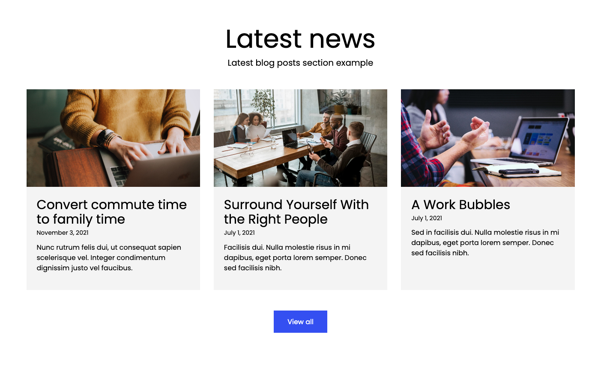 Latest news
Latest blog posts section example
Convert commute time
to family time
November 3, 2021
Nunc rutrum felis dui, ut consequat sapien
scelerisque vel. Integer condimentum
dignissim justo vel faucibus.
Surround Yourself With
the Right People
July 1, 2021
Facilisis dui. Nulla molestie risus in mi
dapibus, eget porta lorem semper. Donec
sed facilisis nibh.
A Work Bubbles
July 1, 2021
Sed in facilisis dui. Nulla molestie risus in mi
dapibus, eget porta lorem semper. Donec
sed facilisis nibh.
View all